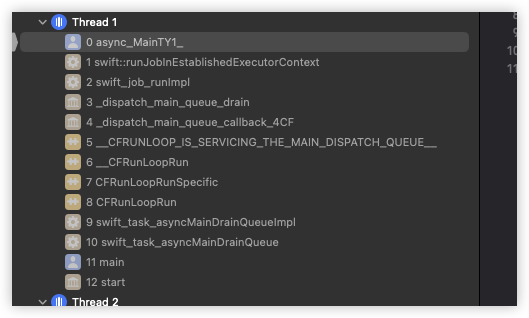 Thread 1
0 async_MainTY1_
1 swift::runJobInEstablishedExecutorContext
2 swift_job_runImpl
3 _dispatch_main_queue_drain
4 _dispatch_main_queue_callback_4CF
5 __CFRUNLOOP_IS_SERVICING_THE_MAIN_DISPATCH_QUEUE__
6 __CFRunLoopRun
7 CFRunLoopRunSpecific
8 CFRunLoopRun
9 swift_task_asyncMainDrainQueueImpl
10 swift_task_asyncMainDrainQueue
11 main
12 start
Thread 2
8
9
10
11